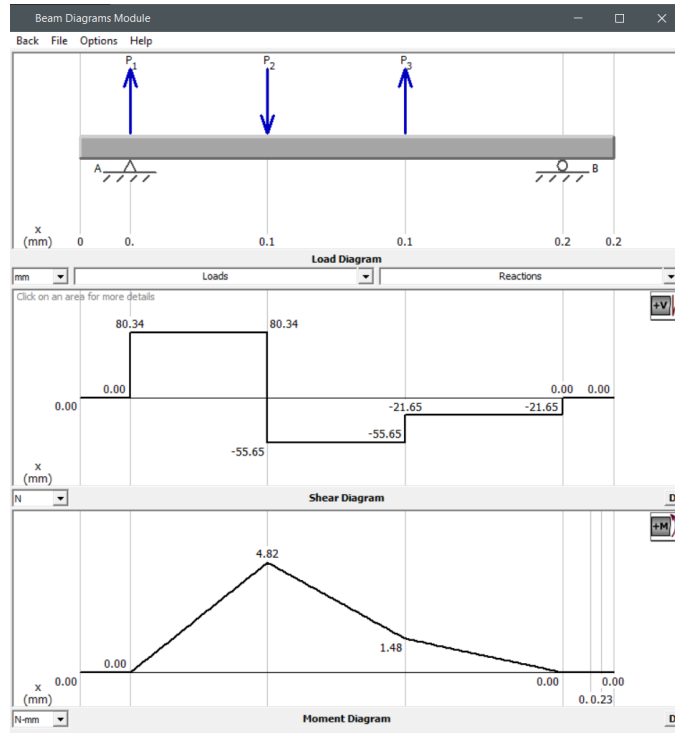 Beam Diagrams Module
Back File Options Help
P1 P2 P3
A B
x
(mm) 0 0. 0.1 0.1 0.2 0.2
Load Diagram
mm Loads Reactions
Click on an area for more details
+V
80.34 80.34
0.00 0.00 0.00
0.00 -21.65 -21.65
-55.65
-55.65
x
(mm)
N Shear Diagram D
+M
4.82
1.48
0.00
0.00 0.00 0.00
x
(mm) 0. 0.23
N-mm Moment Diagram D